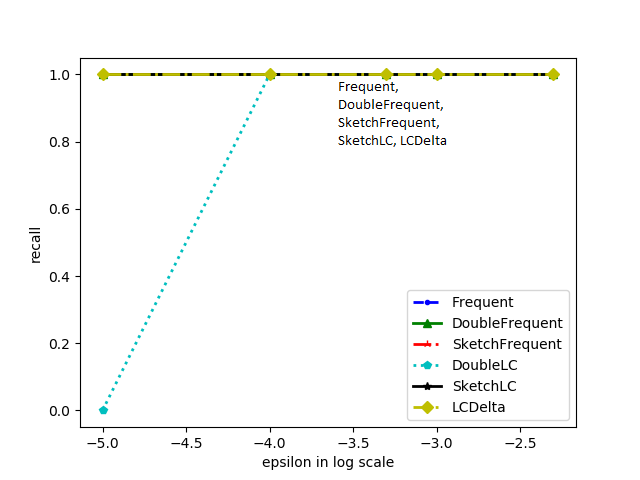 1.0
0.8
0.6
0.4
0.2
0.0
recall
Frequent,
DoubleFrequent,
SketchFrequent,
SketchLC, LCDelta
Frequent
DoubleFrequent
SketchFrequent
DoubleLC
SketchLC
LCDelta
−5.0 −4.5 −4.0 −3.5 −3.0 −2.5
epsilon in log scale